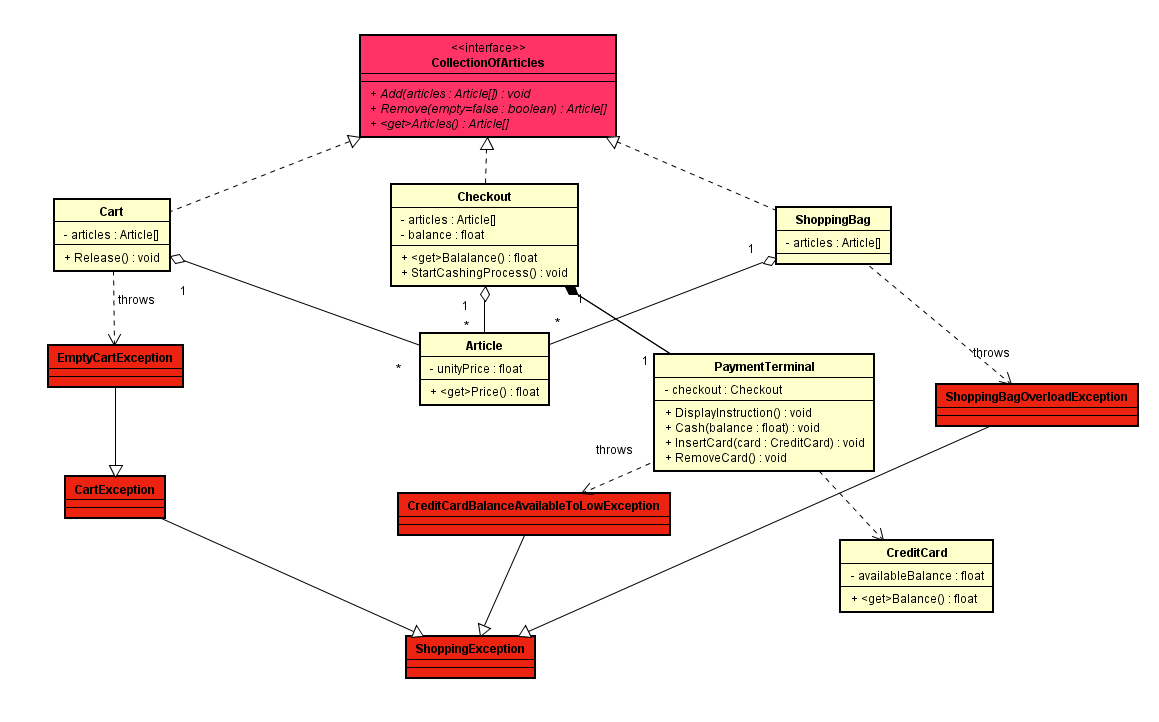 <<interface>>
CollectionOfArticles
+ Add(articles : Article[]) : void
+ Remove(empty=false : boolean) : Article[]
+ <get>Articles() : Article[]
Cart
- articles : Article[]
+ Release() : void
Checkout
- articles : Article[]
- balance : float
+ <get>Balalance() : float
+ StartCashingProcess() : void
ShoppingBag
- articles : Article[]
1
1
1
1
throws
*
*
*
1
throws
EmptyCartException
Article
- unityPrice : float
+ <get>Price() : float
PaymentTerminal
- checkout : Checkout
+ DisplayInstruction() : void
+ Cash(balance : float) : void
+ InsertCard(card : CreditCard) : void
+ RemoveCard() : void
ShoppingBagOverloadException
throws
CartException
CreditCardBalanceAvailableToLowException
CreditCard
- availableBalance : float
+ <get>Balance() : float
ShoppingException